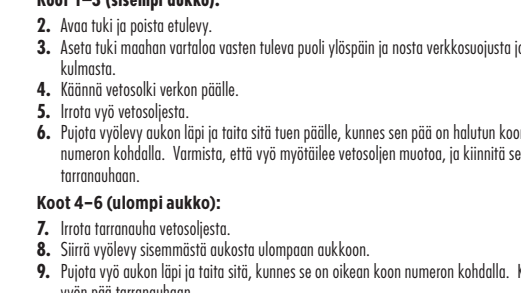 Koot 1–3 (sisempi aukko):
2. Avaa tuki ja poista etulevy.
3. Aseta tuki maahan vartaloa vasten tuleva puoli ylöspäin ja nosta verkkosuojusta
kulmasta.
4. Käännä vetosolki verkon päälle.
5. Irrota vyö vetosoljesta.
6. Pujota vyölevy aukon läpi ja taita sitä tuen päälle, kunnes sen pää on halutun
numeron kohdalla. Varmista, että vyö myötäilee vetosoljen muotoa, ja kiinnitä se
tarranauhaan.
Koot 4–6 (ulompi aukko):
7. Irrota tarranauha vetosoljesta.
8. Siirrä vyölevy sisemmästä aukosta ulompaan aukkoon.
9. Pujota vyö aukon läpi ja taita sitä, kunnes se on oikean koon numeron kohdalla.
vyön pää tarranauhaan.